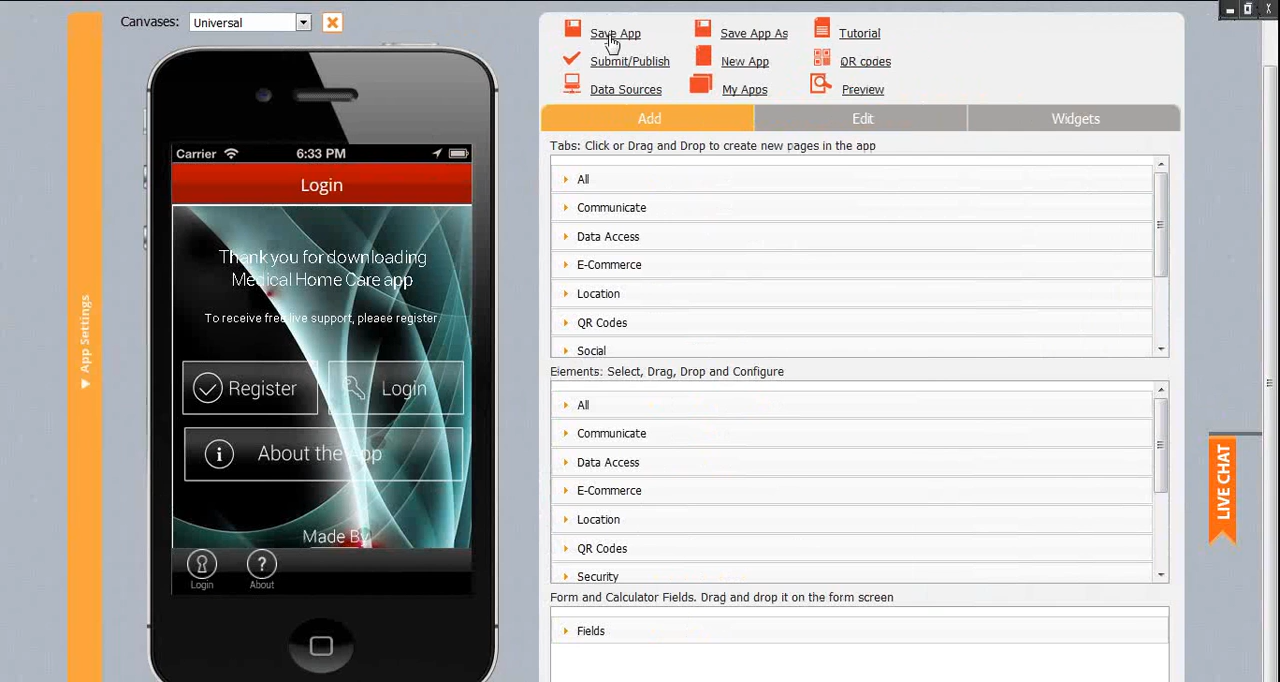 Canvases: Universal
Save App
Save App As
Tutorial
Submit/Publish
New App
QR codes
Data Sources
My Apps
Preview
Add
Edit
Widgets
Tabs: Click or Drag and Drop to create new pages in the app
All
Communicate
Data Access
E-Commerce
Location
QR Codes
Social
Elements: Select, Drag, Drop and Configure
All
Communicate
Data Access
E-Commerce
Location
QR Codes
Security
Form and Calculator Fields. Drag and drop it on the form screen
Fields
App Settings
Carrier 6:33 PM
Login
Thank you for downloading
Medical Home Care app
To receive free live support, please register.
Register
Login
About the App
Made By
Login
About
LIVE CHAT